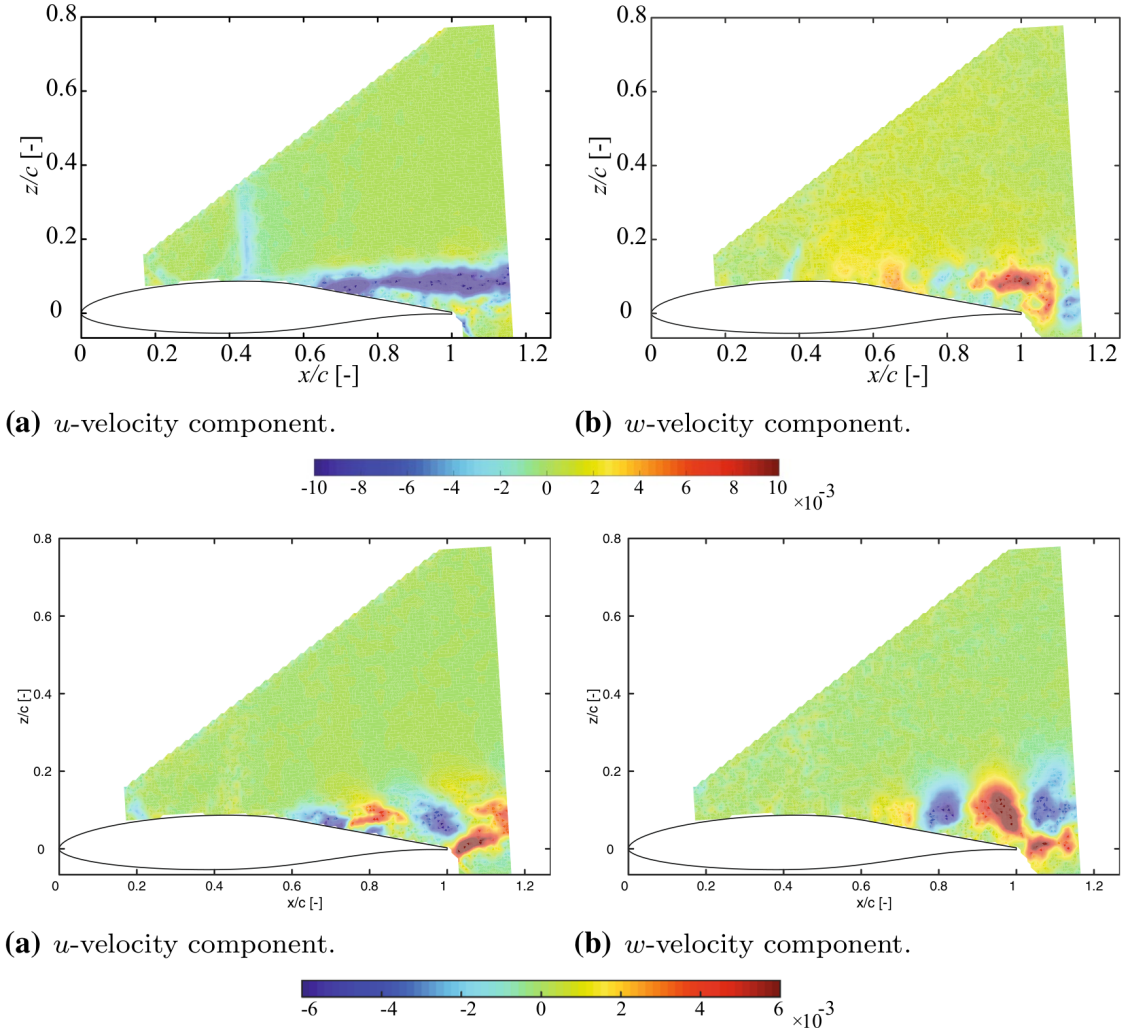 0.8 0.8
0.6 0.6
z/c [-] z/c [-]
0.4 0.4
0.2 0.2
0 0
0 0.2 0.4 0.6 0.8 1 1.2 0 0.2 0.4 0.6 0.8 1 1.2
x/c [-] x/c [-]
(a) u-velocity component. (b) w-velocity component.
-10 -8 -6 -4 -2 0 2 4 6 8 10
×10-3
0.8 0.8
0.6 0.6
z/c [-] 0.4 z/c [-] 0.4
0.2 0.2
0 0
0 0.2 0.4 0.6 0.8 1 1.2 0 0.2 0.4 0.6 0.8 1 1.2
x/c [-] x/c [-]
(a) u-velocity component. (b) w-velocity component.
-6 -4 -2 0 2 4 6
×10-3